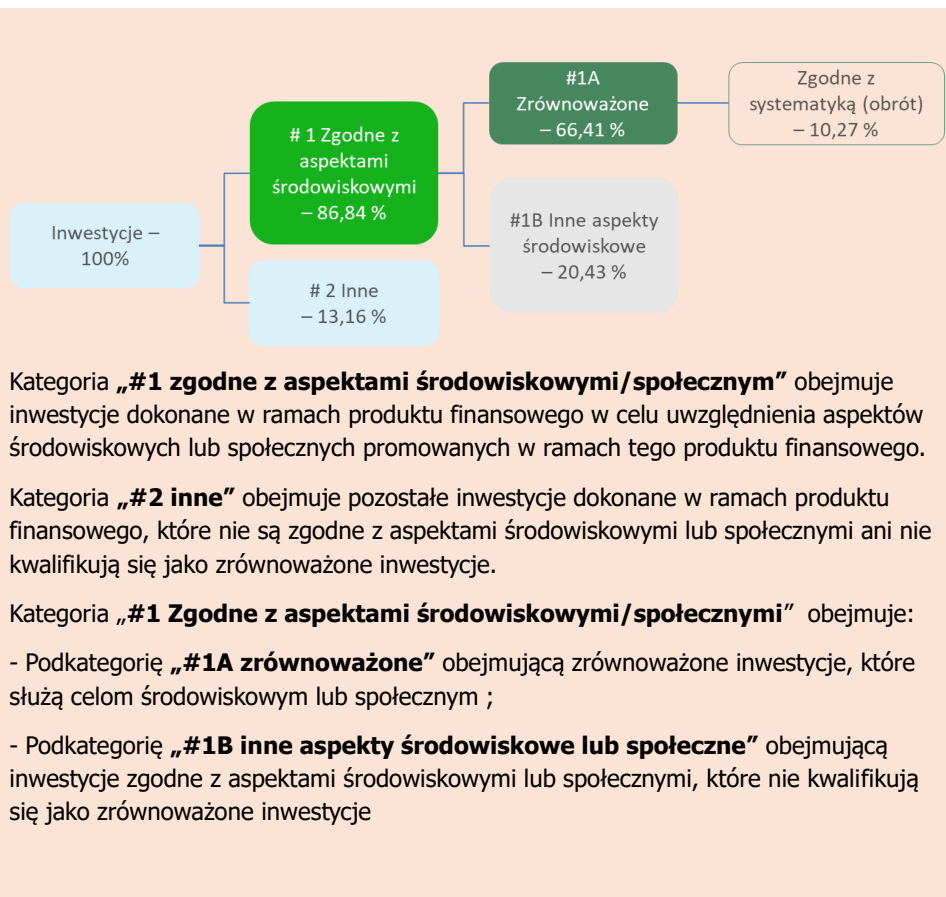 Inwestycje –
100%
# 1 Zgodne z
aspektami
środowiskowymi
– 86,84 %
# 2 Inne
– 13,16 %
#1A
Zrównoważone
– 66,41 %
#1B Inne aspekty
środowiskowe
– 20,43 %
Zgodne z
systematyką (obrót)
– 10,27 %
Kategoria „#1 zgodne z aspektami środowiskowymi/społecznym” obejmuje
inwestycje dokonane w ramach produktu finansowego w celu uwzględnienia aspektów
środowiskowych lub społecznych promowanych w ramach tego produktu finansowego.
Kategoria „#2 inne” obejmuje pozostałe inwestycje dokonane w ramach produktu
finansowego, które nie są zgodne z aspektami środowiskowymi lub społecznymi ani nie
kwalifikują się jako zrównoważone inwestycje.
Kategoria „#1 Zgodne z aspektami środowiskowymi/społecznymi” obejmuje:
- Podkategorię „#1A zrównoważone” obejmującą zrównoważone inwestycje, które
służą celom środowiskowym lub społecznym ;
- Podkategorię „#1B inne aspekty środowiskowe lub społeczne” obejmującą
inwestycje zgodne z aspektami środowiskowymi lub społecznymi, które nie kwalifikują
się jako zrównoważone inwestycje